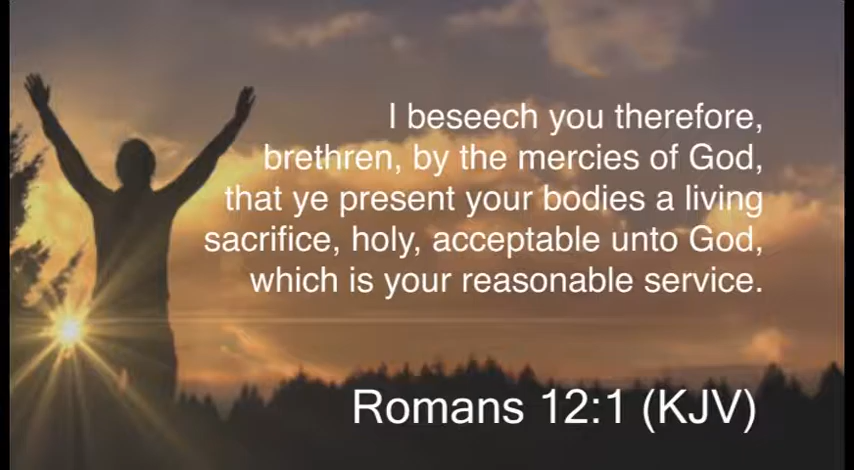 I beseech you therefore,
brethren, by the mercies of God,
that ye present your bodies a living
sacrifice, holy, acceptable unto God,
which is your reasonable service.
Romans 12:1 (KJV)